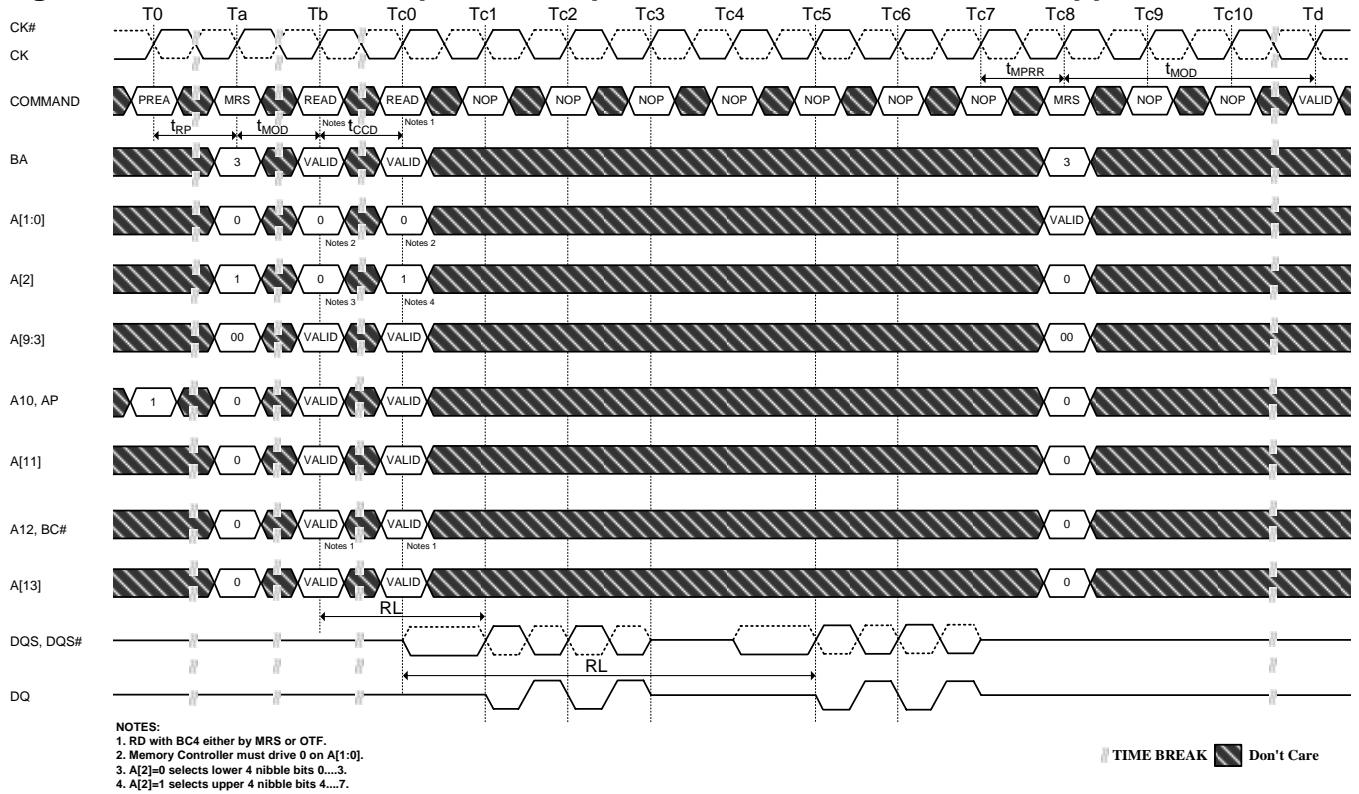 T0 Ta Tb Tc0 Tc1 Tc2 Tc3 Tc4 Tc5 Tc6 Tc7 Tc8 Tc9 Tc10 Td
CK#
CK
tMPRR tMOD
COMMAND PREA MRS READ READ NOP NOP NOP NOP NOP NOP NOP MRS NOP NOP VALID
Notes 1 Notes 1
tRP tMOD tCCD
BA 3 VALID VALID 3
A[1:0] 0 0 0 VALID
Notes 2 Notes 2
A[2] 1 0 1 0
Notes 3 Notes 4
A[9:3] 00 VALID VALID 00
A10, AP 1 0 VALID VALID 0
A[11] 0 VALID VALID 0
A12, BC# 0 VALID VALID 0
Notes 1 Notes 1
A[13] 0 VALID VALID 0
RL
DQS, DQS#
RL
DQ
NOTES:
1. RD with BC4 either by MRS or OTF.
2. Memory Controller must drive 0 on A[1:0].
3. A[2]=0 selects lower 4 nibble bits 0....3.
4. A[2]=1 selects upper 4 nibble bits 4....7.
TIME BREAK Don't Care